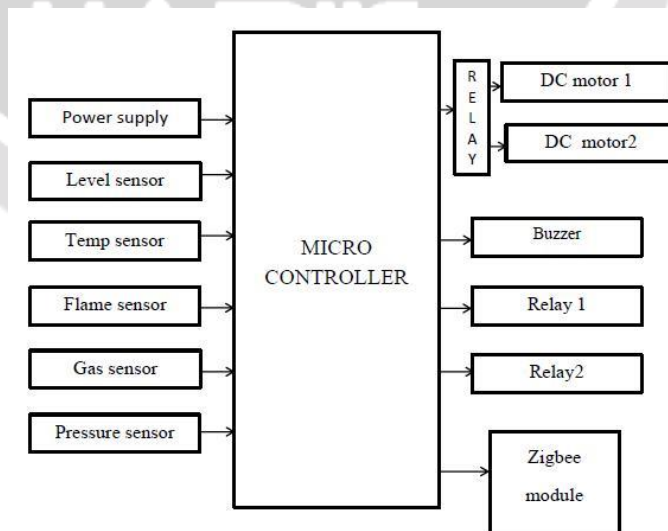 Power supply
Level sensor
Temp sensor
Flame sensor
Gas sensor
Pressure sensor
MICRO
CONTROLLER
R
E
L
A
Y
DC motor 1
DC motor2
Buzzer
Relay 1
Relay2
Zigbee
module